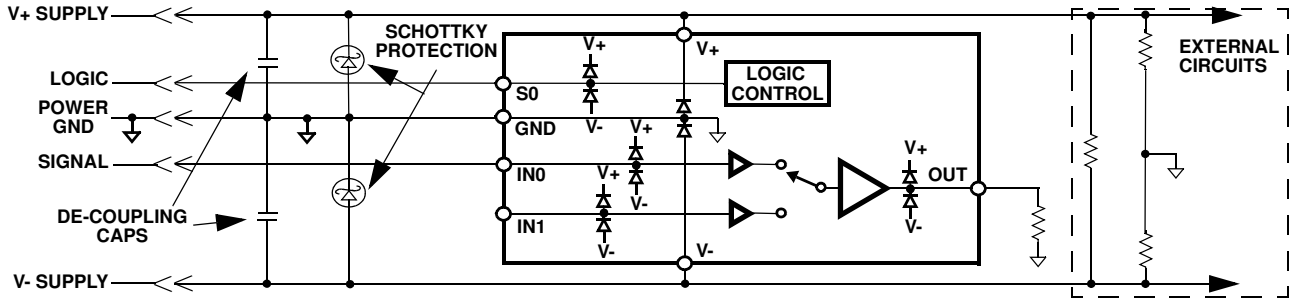 V+ SUPPLY
LOGIC
POWER
GND
SIGNAL
DE-COUPLING
CAPS
V- SUPPLY
SCHOTTKY
PROTECTION
V+
V+
S0
LOGIC
CONTROL
V-
GND
V+
IN0
V+
V-
IN1
V-
V+
OUT
V-
V-
EXTERNAL
CIRCUITS